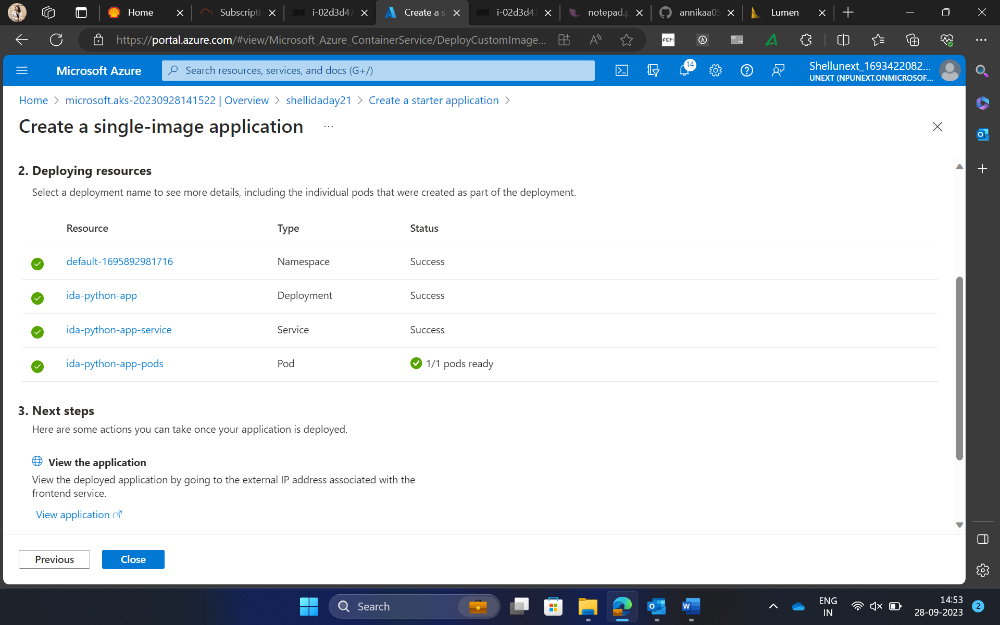 Home
Subscripti
i-02d3d47
Create a s
i-02d3d47
notepad.p
annikaa05
Lumen
https://portal.azure.com/#view/Microsoft_Azure_ContainerService/DeployCustomImage...
FCM
Microsoft Azure
Search resources, services, and docs (G+/)
14
Shellunext_1693422082...
UNEXT (NPUNEXT.ONMICROSOF...
Home > microsoft.aks-20230928141522 | Overview > shellidaday21 > Create a starter application >
Create a single-image application ...
2. Deploying resources
Select a deployment name to see more details, including the individual pods that were created as part of the deployment.
Resource Type Status
default-1695892981716 Namespace Success
ida-python-app Deployment Success
ida-python-app-service Service Success
ida-python-app-pods Pod 1/1 pods ready
3. Next steps
Here are some actions you can take once your application is deployed.
View the application
View the deployed application by going to the external IP address associated with the
frontend service.
View application
Previous
Close
Search
ENG
IN
14:53
28-09-2023
2